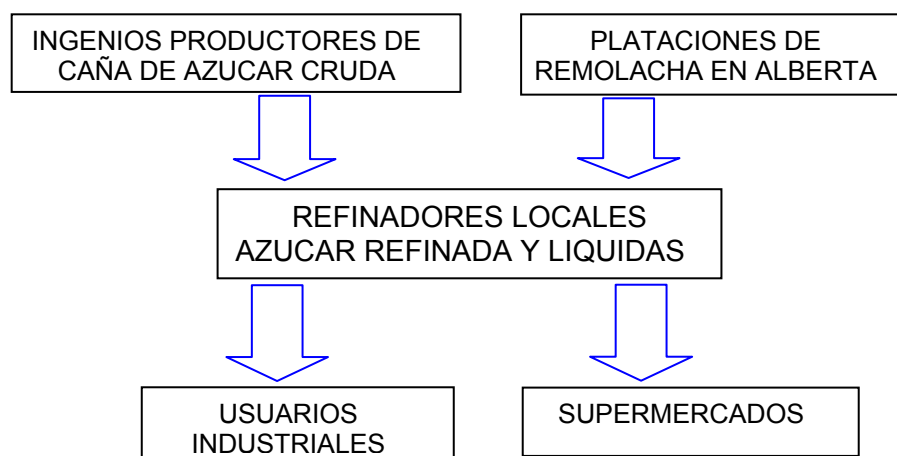 INGENIOS PRODUCTORES DE
CAÑA DE AZUCAR CRUDA
PLATACIONES DE
REMOLACHA EN ALBERTA
REFINADORES LOCALES
AZUCAR REFINADA Y LIQUIDAS
USUARIOS
INDUSTRIALES
SUPERMERCADOS